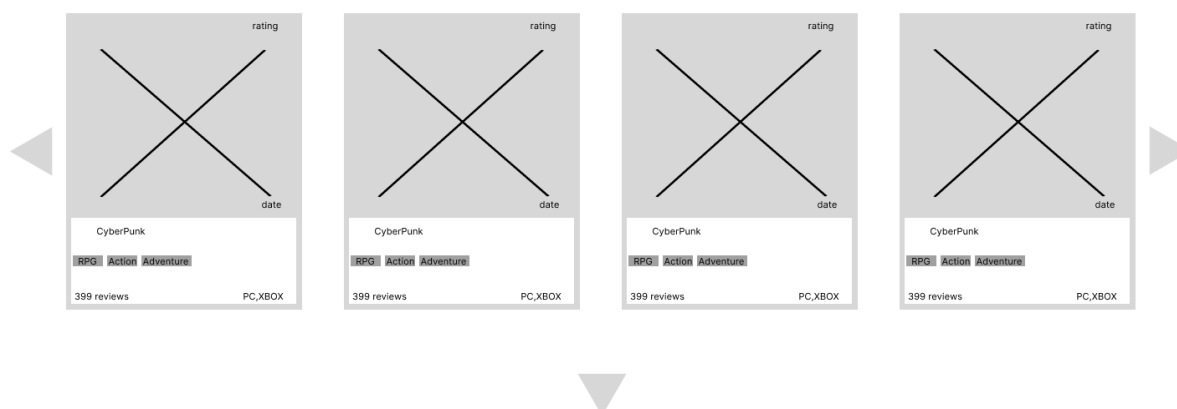 rating
date
CyberPunk
RPG Action Adventure
399 reviews PC,XBOX
rating
date
CyberPunk
RPG Action Adventure
399 reviews PC,XBOX
rating
date
CyberPunk
RPG Action Adventure
399 reviews PC,XBOX
rating
date
CyberPunk
RPG Action Adventure
399 reviews PC,XBOX